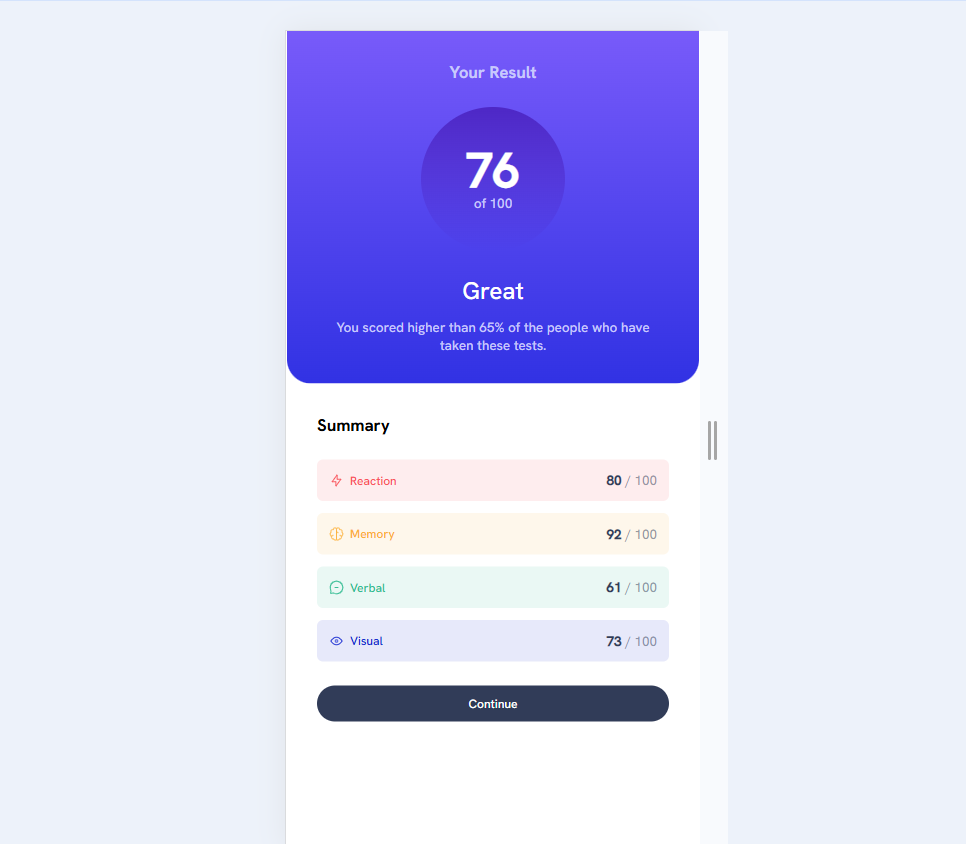 Your Result
76
of 100
Great
You scored higher than 65% of the people who have
taken these tests.
Summary
Reaction 80 / 100
Memory 92 / 100
Verbal 61 / 100
Visual 73 / 100
Continue